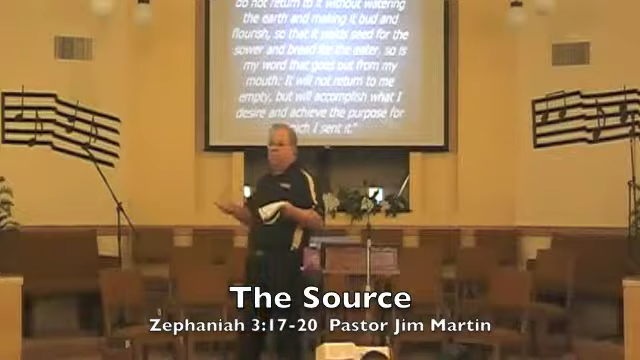 do not return to it without watering
the earth and making it bud and
flourish, so that it yields seed for the
sower and bread for the eater, so is
my word that goes out from my
mouth: It will not return to me
empty, but will accomplish what I
desire and achieve the purpose for
which I sent it."
The Source
Zephaniah 3:17-20 Pastor Jim Martin